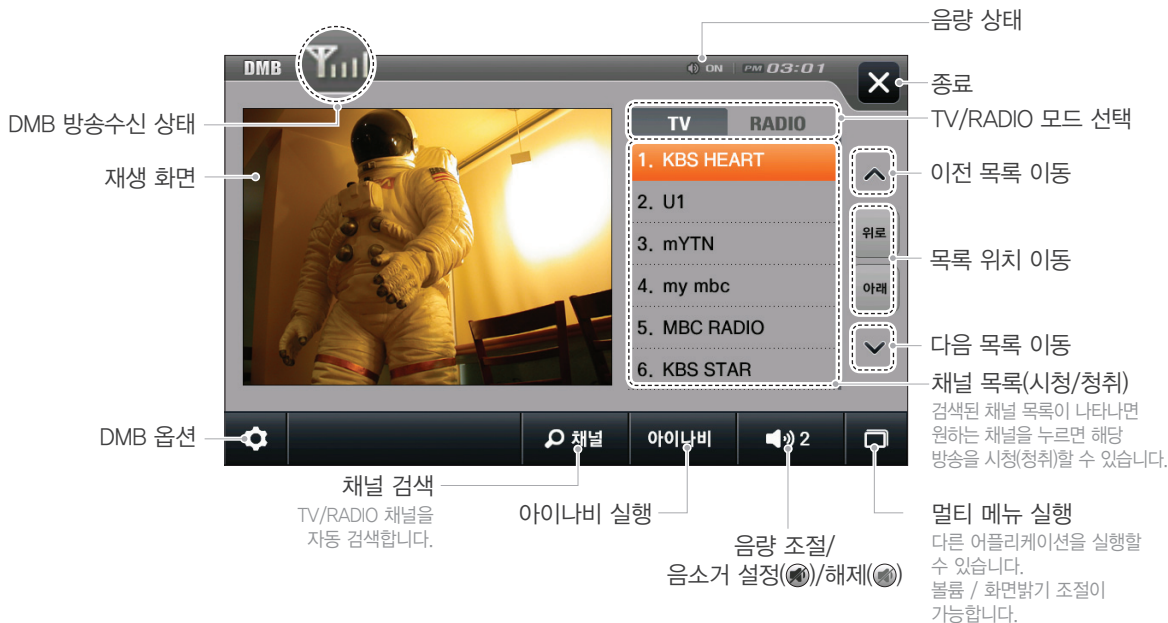 음량 상태
DMB
ON PM 03:01
종료
DMB 방송수신 상태
TV RADIO
TV/RADIO 모드 선택
재생 화면
1. KBS HEART
이전 목록 이동
2. U1
위로
3. mYTN
목록 위치 이동
4. my mbc
아래
5. MBC RADIO
다음 목록 이동
6. KBS STAR
채널 목록(시청/청취)
검색된 채널 목록이 나타나면
원하는 채널을 누르면 해당
방송을 시청(청취)할 수 있습니다.
DMB 옵션
채널 아이나비 2
채널 검색
TV/RADIO 채널을
자동 검색합니다.
아이나비 실행
음량 조절/
음소거 설정()/해제()
멀티 메뉴 실행
다른 어플리케이션을 실행할
수 있습니다.
볼륨 / 화면밝기 조절이
가능합니다.